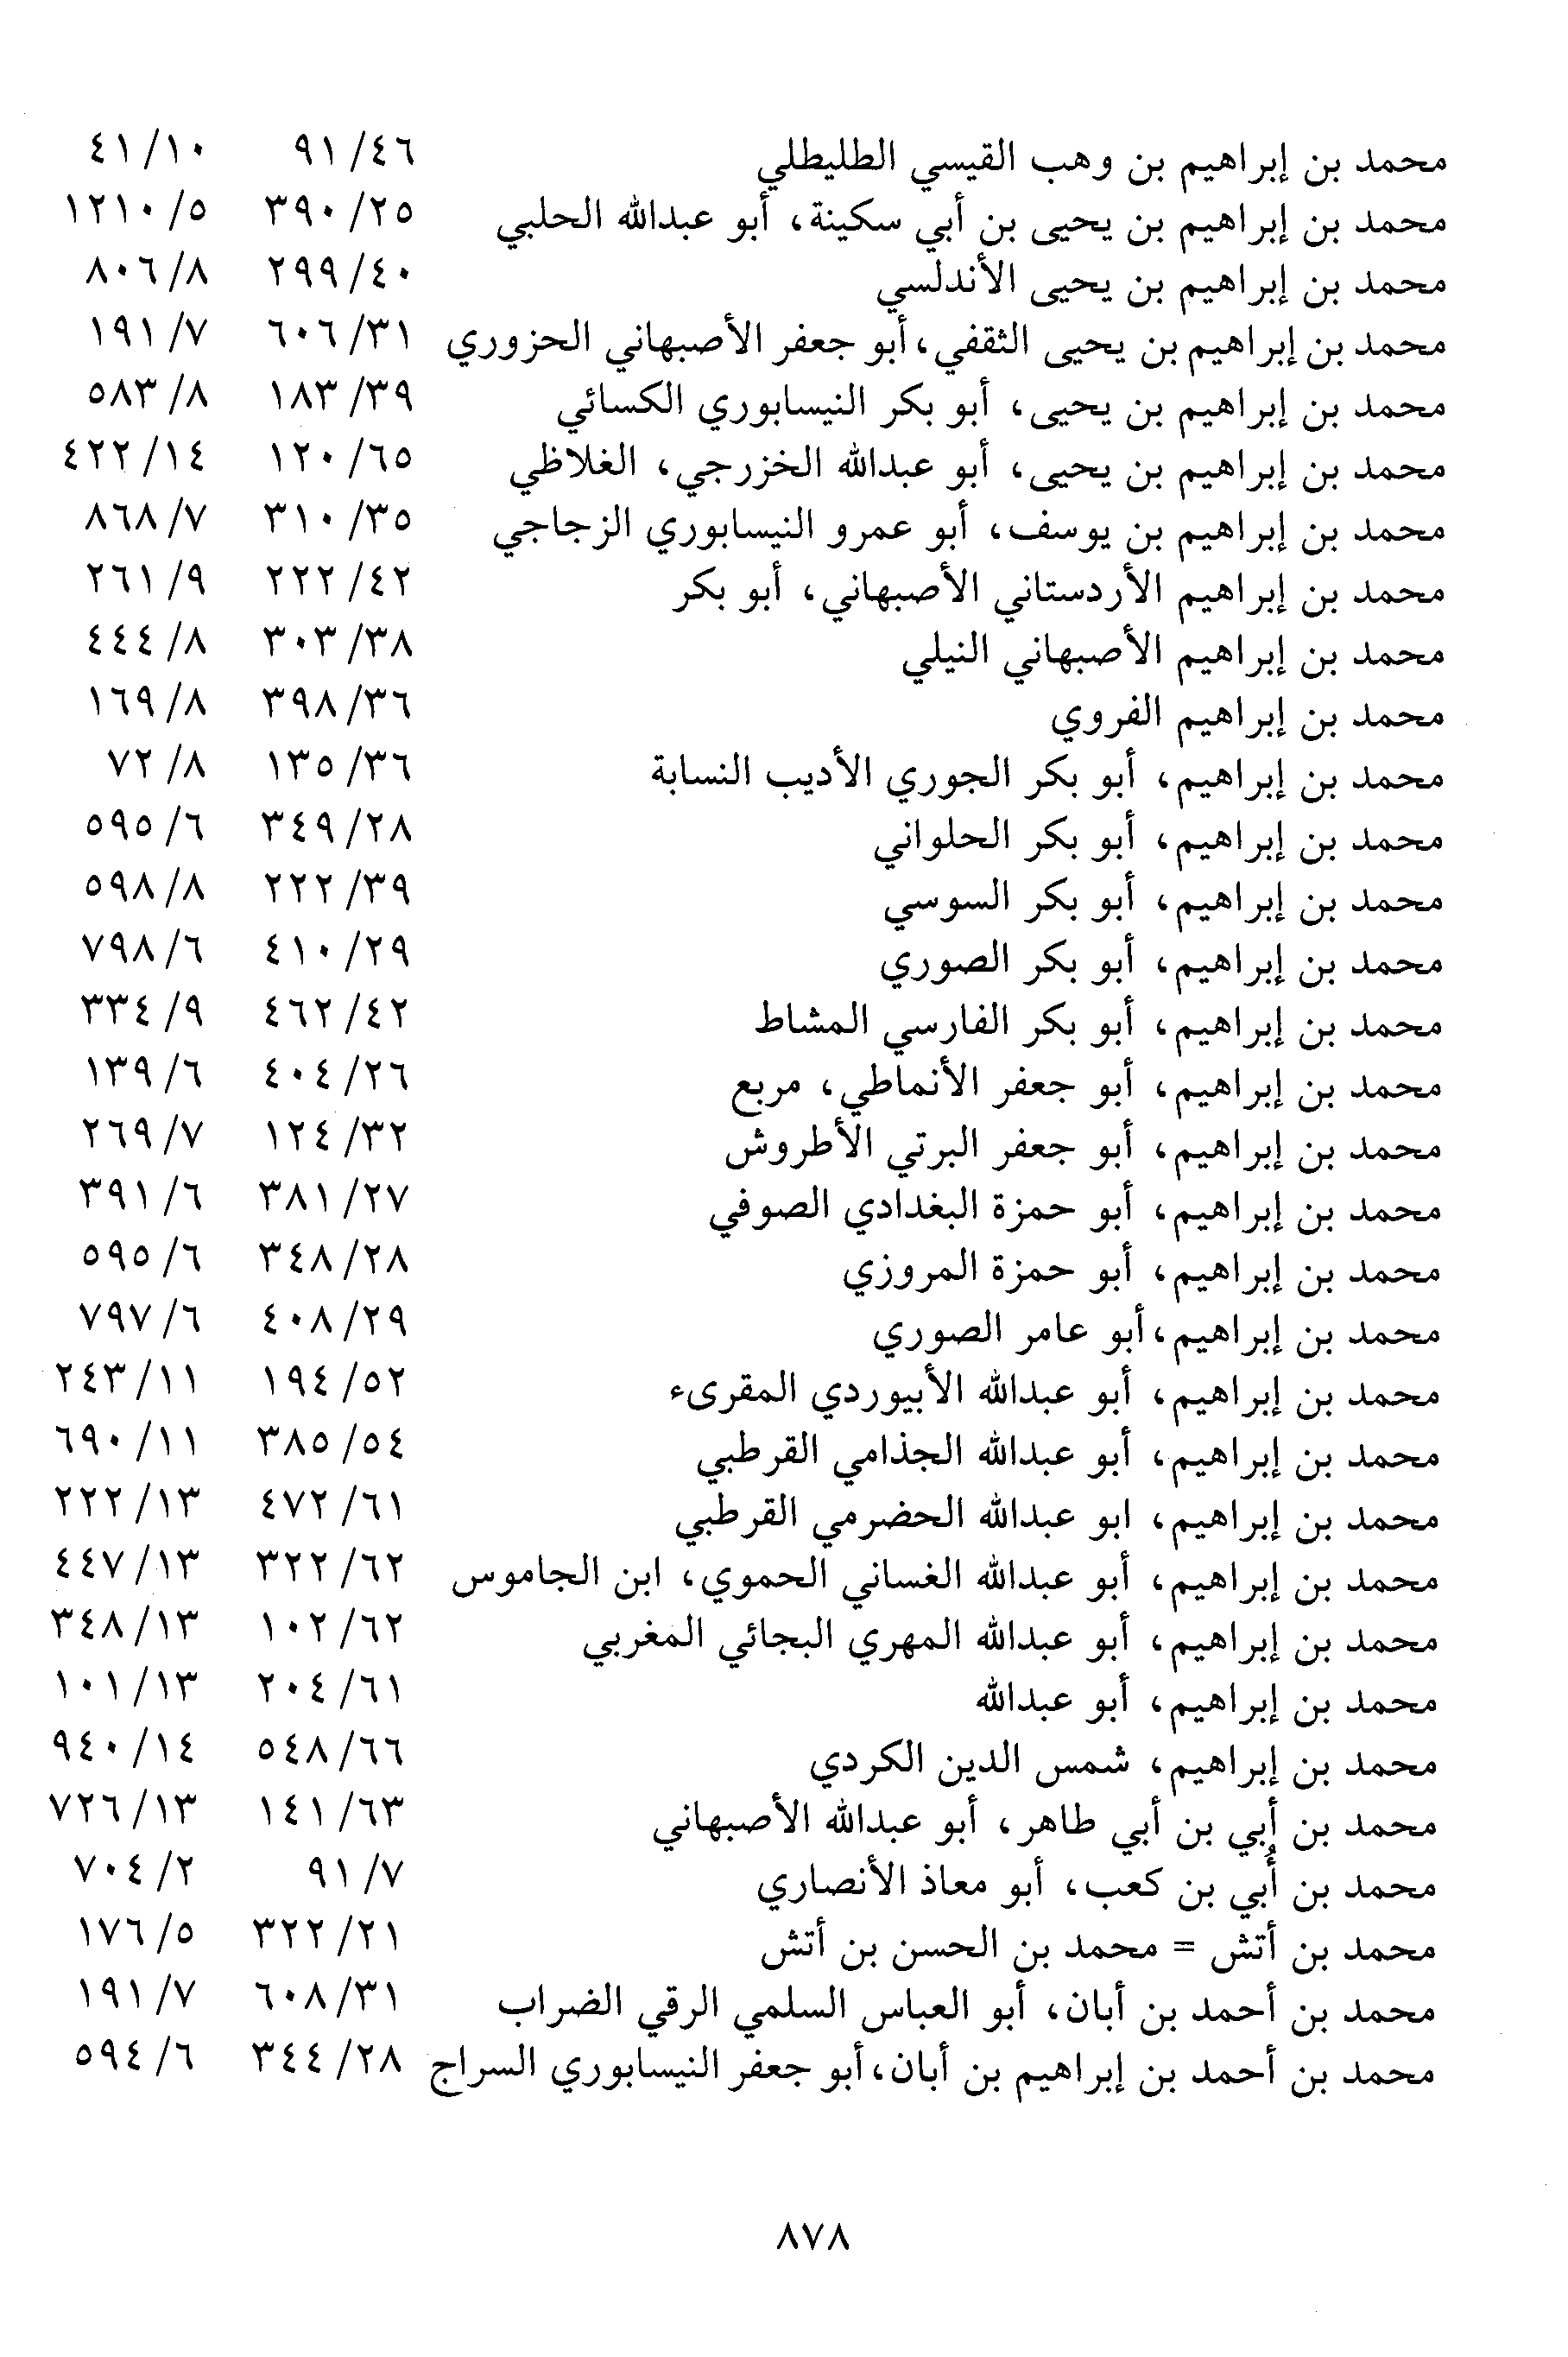 محمد بن إبراهيم بن وهب القيسي الطليطلي ٤٦/ ٩١ ١٠/ ٤١
محمد بن إبراهيم بن يحيى بن أبي سكينة، أبو عبدالله الحلبي ٢٥/ ٣٩٠ ٥/ ١٢١٠
محمد بن إبراهيم بن يحيى الأندلسي ٤٠/ ٢٩٩ ٨/ ٨٠٦
محمد بن إبراهيم بن يحيى الثقفي، أبو جعفر الأصبهاني الحزوري ٣١/ ٦٠٦ ٧/ ١٩١
محمد بن إبراهيم بن يحيى، أبو بكر النيسابوري الكسائي ٣٩/ ١٨٣ ٨/ ٥٨٣
محمد بن إبراهيم بن يحيى، أبو عبدالله الخزرجي، الغلاظي ٦٥/ ١٢٠ ١٤/ ٤٢٢
محمد بن إبراهيم بن يوسف، أبو عمرو النيسابوري الزجاجي ٣٥/ ٣١٠ ٧/ ٨٦٨
محمد بن إبراهيم الأردستاني الأصبهاني، أبو بكر ٤٢/ ٢٢٢ ٩/ ٢٦١
محمد بن إبراهيم الأصبهاني النيلي ٣٨/ ٣٠٣ ٨/ ٤٤٤
محمد بن إبراهيم الفروي ٣٦/ ٣٩٨ ٨/ ١٦٩
محمد بن إبراهيم، أبو بكر الجوري الأديب النسابة ٣٦/ ١٣٥ ٨/ ٧٢
محمد بن إبراهيم، أبو بكر الحلواني ٢٨/ ٣٤٩ ٦/ ٥٩٥
محمد بن إبراهيم، أبو بكر السوسي ٣٩/ ٢٢٢ ٨/ ٥٩٨
محمد بن إبراهيم، أبو بكر الصوري ٢٩/ ٤١٠ ٦/ ٧٩٨
محمد بن إبراهيم، أبو بكر الفارسي المشاط ٤٢/ ٤٦٢ ٩/ ٣٣٤
محمد بن إبراهيم، أبو جعفر الأنماطي، مربع ٢٦/ ٤٠٤ ٦/ ١٣٩
محمد بن إبراهيم، أبو جعفر البرتي الأطروش ٣٢/ ١٢٤ ٧/ ٢٦٩
محمد بن إبراهيم، أبو حمزة البغدادي الصوفي ٢٧/ ٣٨١ ٦/ ٣٩١
محمد بن إبراهيم، أبو حمزة المروزي ٢٨/ ٣٤٨ ٦/ ٥٩٥
محمد بن إبراهيم، أبو عامر الصوري ٢٩/ ٤٠٨ ٦/ ٧٩٧
محمد بن إبراهيم، أبو عبدالله الأبيوردي المقرىء ٥٢/ ١٩٤ ١١/ ٢٤٣
محمد بن إبراهيم، أبو عبدالله الجذامي القرطبي ٥٤/ ٣٨٥ ١١/ ٦٩٠
محمد بن إبراهيم، ابو عبدالله الحضرمي القرطبي ٦١/ ٤٧٢ ١٣/ ٢٢٢
محمد بن إبراهيم، أبو عبدالله الغساني الحموي، ابن الجاموس ٦٢/ ٣٢٢ ١٣/ ٤٤٧
محمد بن إبراهيم، أبو عبدالله المهري البجائي المغربي ٦٢/ ١٠٢ ١٣/ ٣٤٨
محمد بن إبراهيم، أبو عبدالله ٦١/ ٢٠٤ ١٣/ ١٠١
محمد بن إبراهيم، شمس الدين الكردي ٦٦/ ٥٤٨ ١٤/ ٩٤٠
محمد بن أبي بن أبي طاهر، أبو عبدالله الأصبهاني ٦٣/ ١٤١ ١٣/ ٧٢٦
محمد بن أُبي بن كعب، أبو معاذ الأنصاري ٧/ ٩١ ٢/ ٧٠٤
محمد بن أتش = محمد بن الحسن بن أتش ٢١/ ٣٢٢ ٥/ ١٧٦
محمد بن أحمد بن أبان، أبو العباس السلمي الرقي الضراب ٣١/ ٦٠٨ ٧/ ١٩١
محمد بن أحمد بن إبراهيم بن أبان، أبو جعفر النيسابوري السراج ٢٨/ ٣٤٤ ٦/ ٥٩٤
٨٧٨